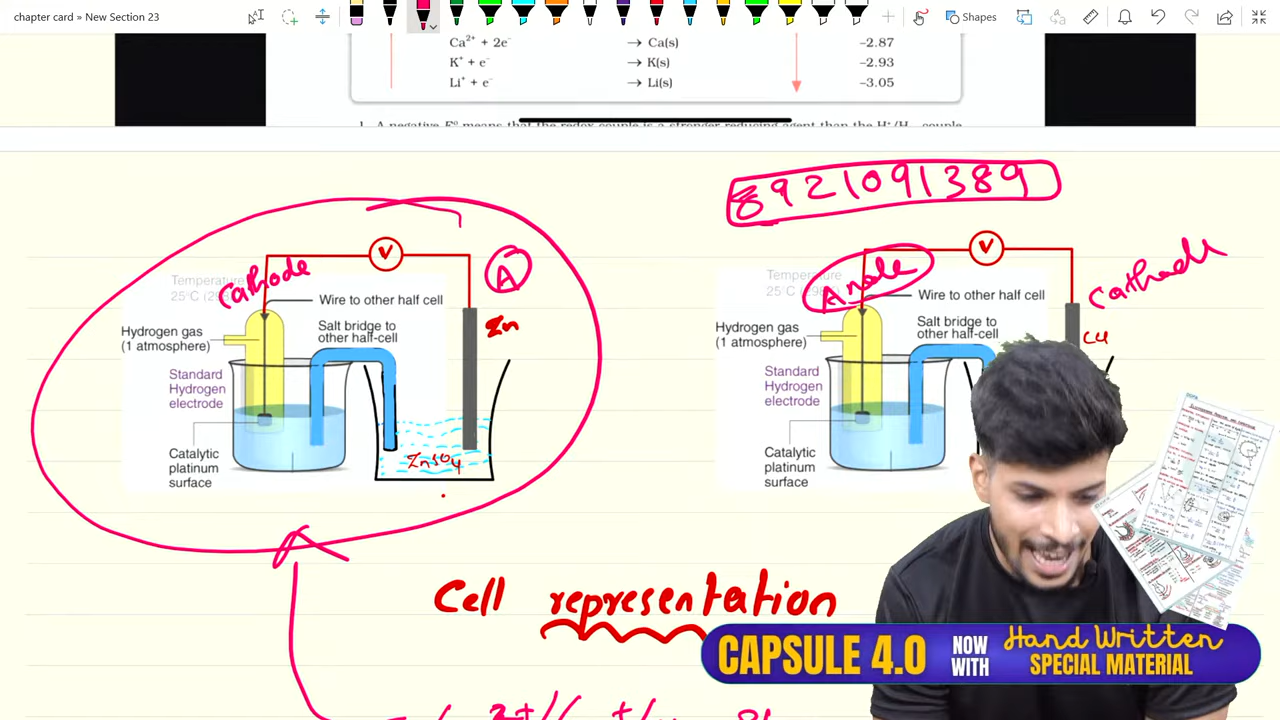 chapter card » New Section 23
Shapes
Ca²⁺ + 2e⁻ → Ca(s) –2.87
K⁺ + e⁻ → K(s) –2.93
Li⁺ + e⁻ → Li(s) –3.05
8921091389
V
A
Cathode
Temperature
Wire to other half cell
Zn
Hydrogen gas
(1 atmosphere)
Salt bridge to
other half-cell
Standard
Hydrogen
electrode
Catalytic
platinum
surface
ZnSO4
V
Anode
Cathode
Temperature
Wire to other half cell
Cu
Hydrogen gas
(1 atmosphere)
Salt bridge to
other half-cell
Standard
Hydrogen
electrode
Catalytic
platinum
surface
Cell representation
CAPSULE 4.0
NOW
WITH
Hand Written
SPECIAL MATERIAL